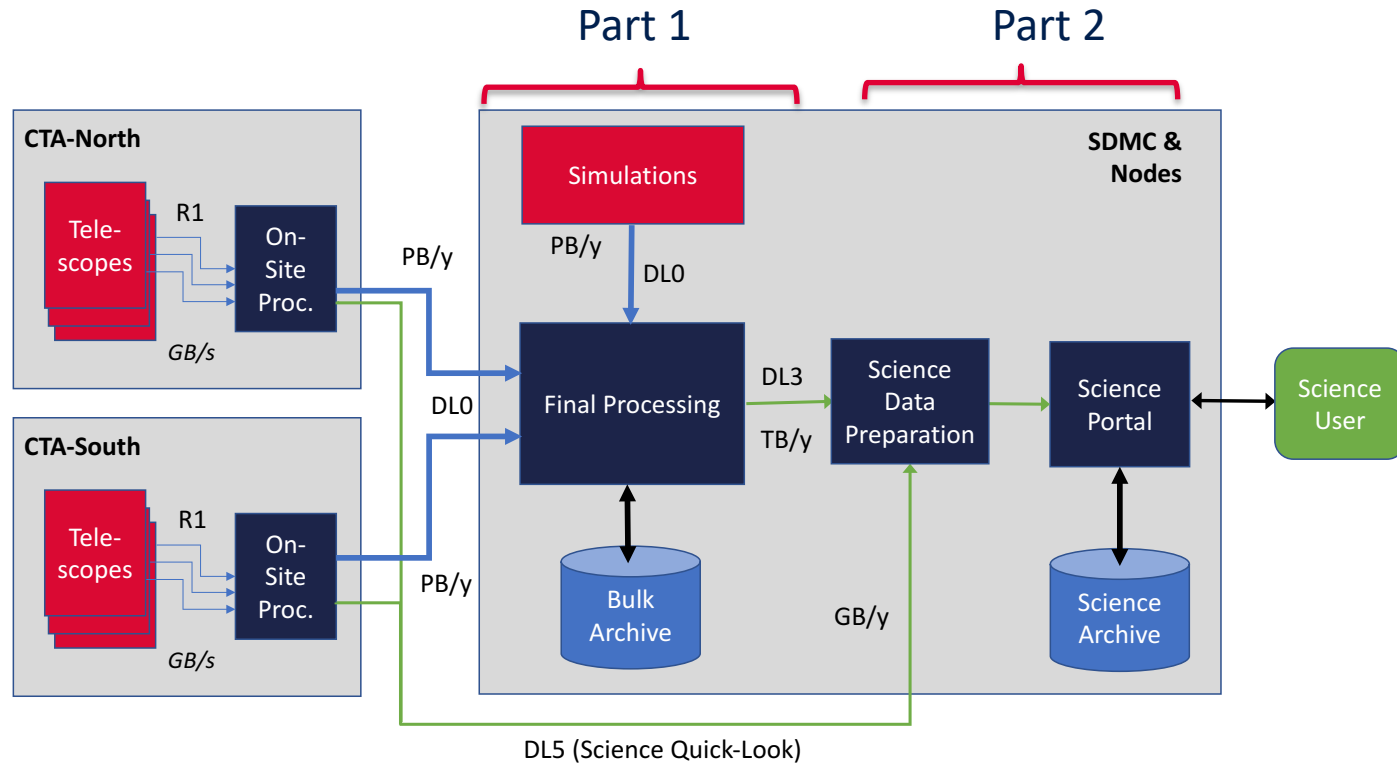 Part 1
Part 2
CTA-North
Tele-
scopes
R1
GB/s
On-
Site
Proc.
PB/y
CTA-South
Tele-
scopes
R1
GB/s
On-
Site
Proc.
PB/y
DL0
SDMC &
Nodes
Simulations
PB/y
DL0
Final Processing
Bulk
Archive
DL3
TB/y
Science
Data
Preparation
GB/y
Science
Portal
Science
Archive
Science
User
DL5 (Science Quick-Look)